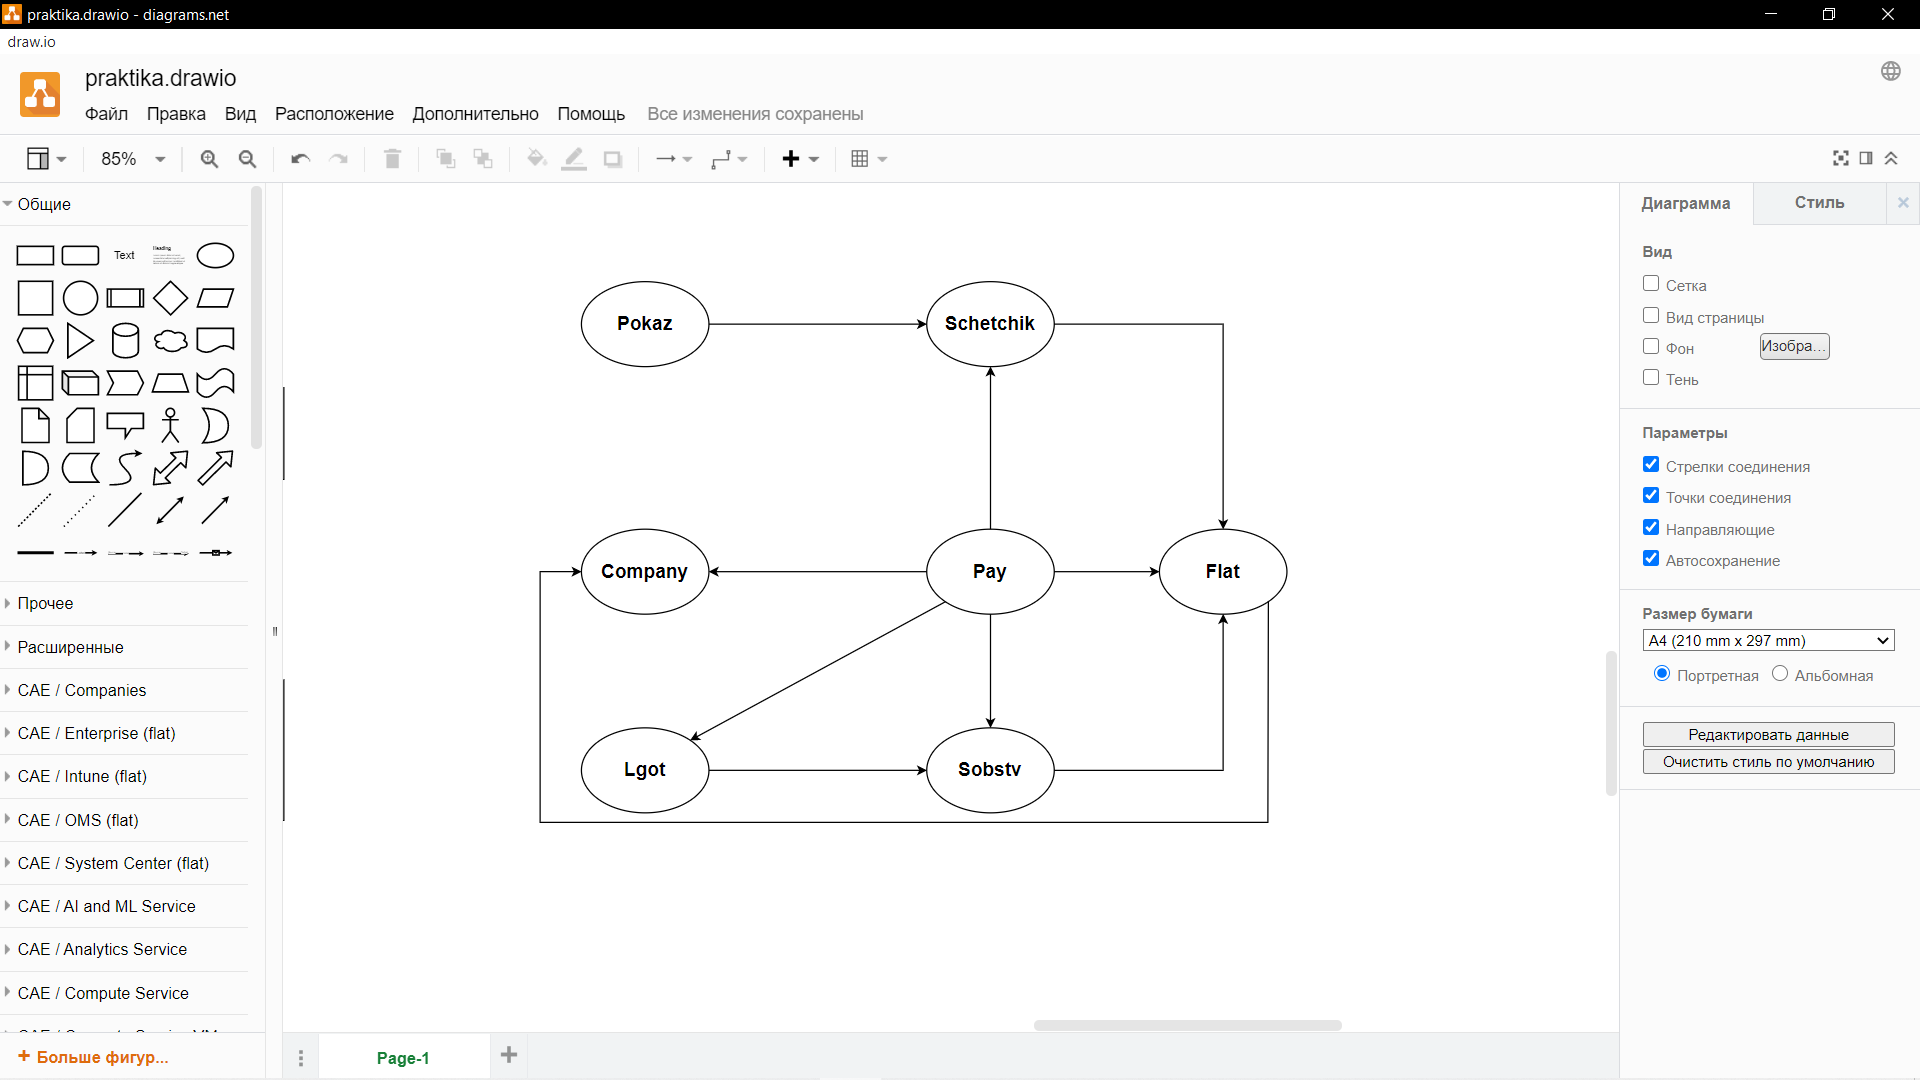 praktika.drawio - diagrams.net
draw.io
praktika.drawio
Файл Правка Вид Расположение Дополнительно Помощь Все изменения сохранены
85%
Общие
Text
Heading
Прочее
Расширенные
CAE / Companies
CAE / Enterprise (flat)
CAE / Intune (flat)
CAE / OMS (flat)
CAE / System Center (flat)
CAE / AI and ML Service
CAE / Analytics Service
CAE / Compute Service
+ Больше фигур...
Pokaz
Schetchik
Company
Pay
Flat
Lgot
Sobstv
Page-1
Диаграмма
Стиль
Вид
Сетка
Вид страницы
Фон
Изобра...
Тень
Параметры
Стрелки соединения
Точки соединения
Направляющие
Автосохранение
Размер бумаги
A4 (210 mm x 297 mm)
Портретная
Альбомная
Редактировать данные
Очистить стиль по умолчанию